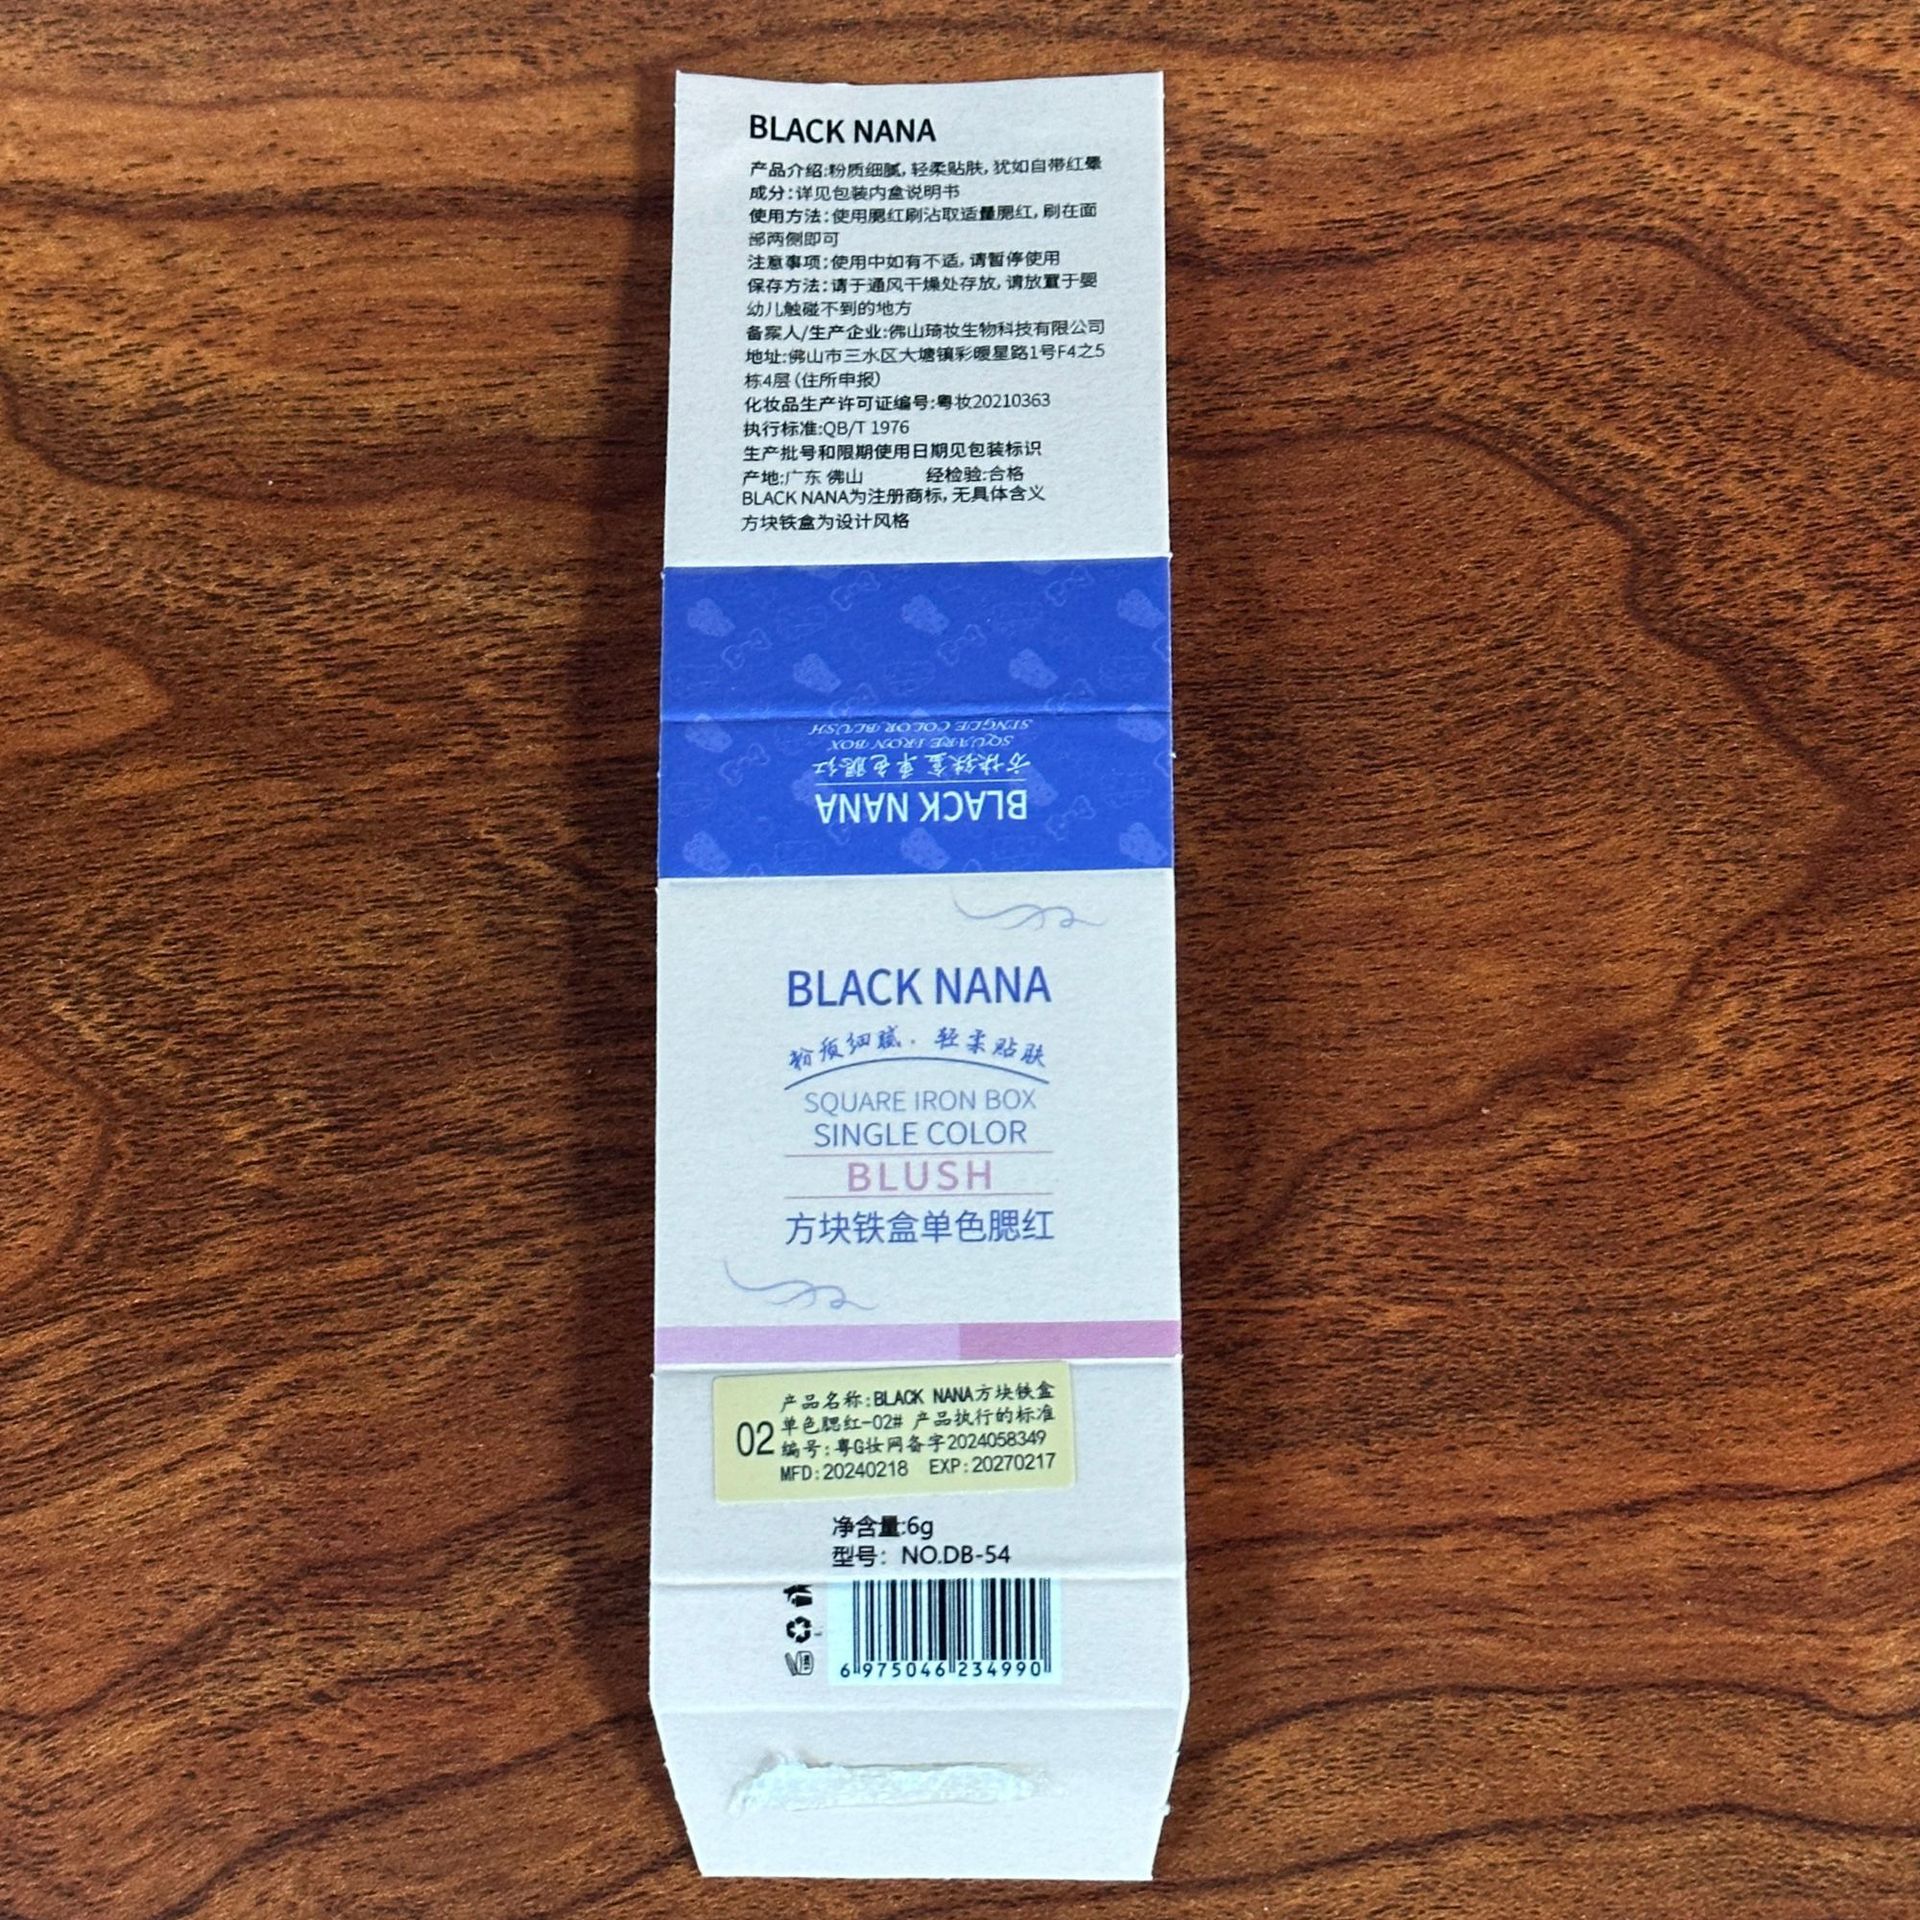 BLACK NANA
产品介绍:粉质细腻,轻柔贴肤,犹如自带红晕
成分:详见包装内盒说明书
使用方法:使用腮红刷沾取适量腮红,刷在面
部两侧即可
注意事项:使用中如有不适,请暂停使用
保存方法:请于通风干燥处存放,请放置于婴
幼儿触碰不到的地方
备案人/生产企业:佛山琦妆生物科技有限公司
地址:佛山市三水区大塘镇彩暖星路1号F4之5
栋4层(住所申报)
化妆品生产许可证编号:粤妆20210363
执行标准:QB/T 1976
生产批号和限期使用日期见包装标识
产地:广东 佛山 经检验:合格
BLACK NANA为注册商标,无具体含义
方块铁盒为设计风格
BLACK NANA
方块铁盒单色腮红
SQUARE IRON BOX
SINGLE COLOR BLUSH
BLACK NANA
粉质细腻·轻柔贴肤
SQUARE IRON BOX
SINGLE COLOR
BLUSH
方块铁盒单色腮红
02
产品名称:BLACK NANA方块铁盒
单色腮红-02# 产品执行的标准
编号:粤G妆网备字2024058349
MFD:20240218 EXP:20270217
净含量:6g
型号: NO.DB-54
6 975046 234990